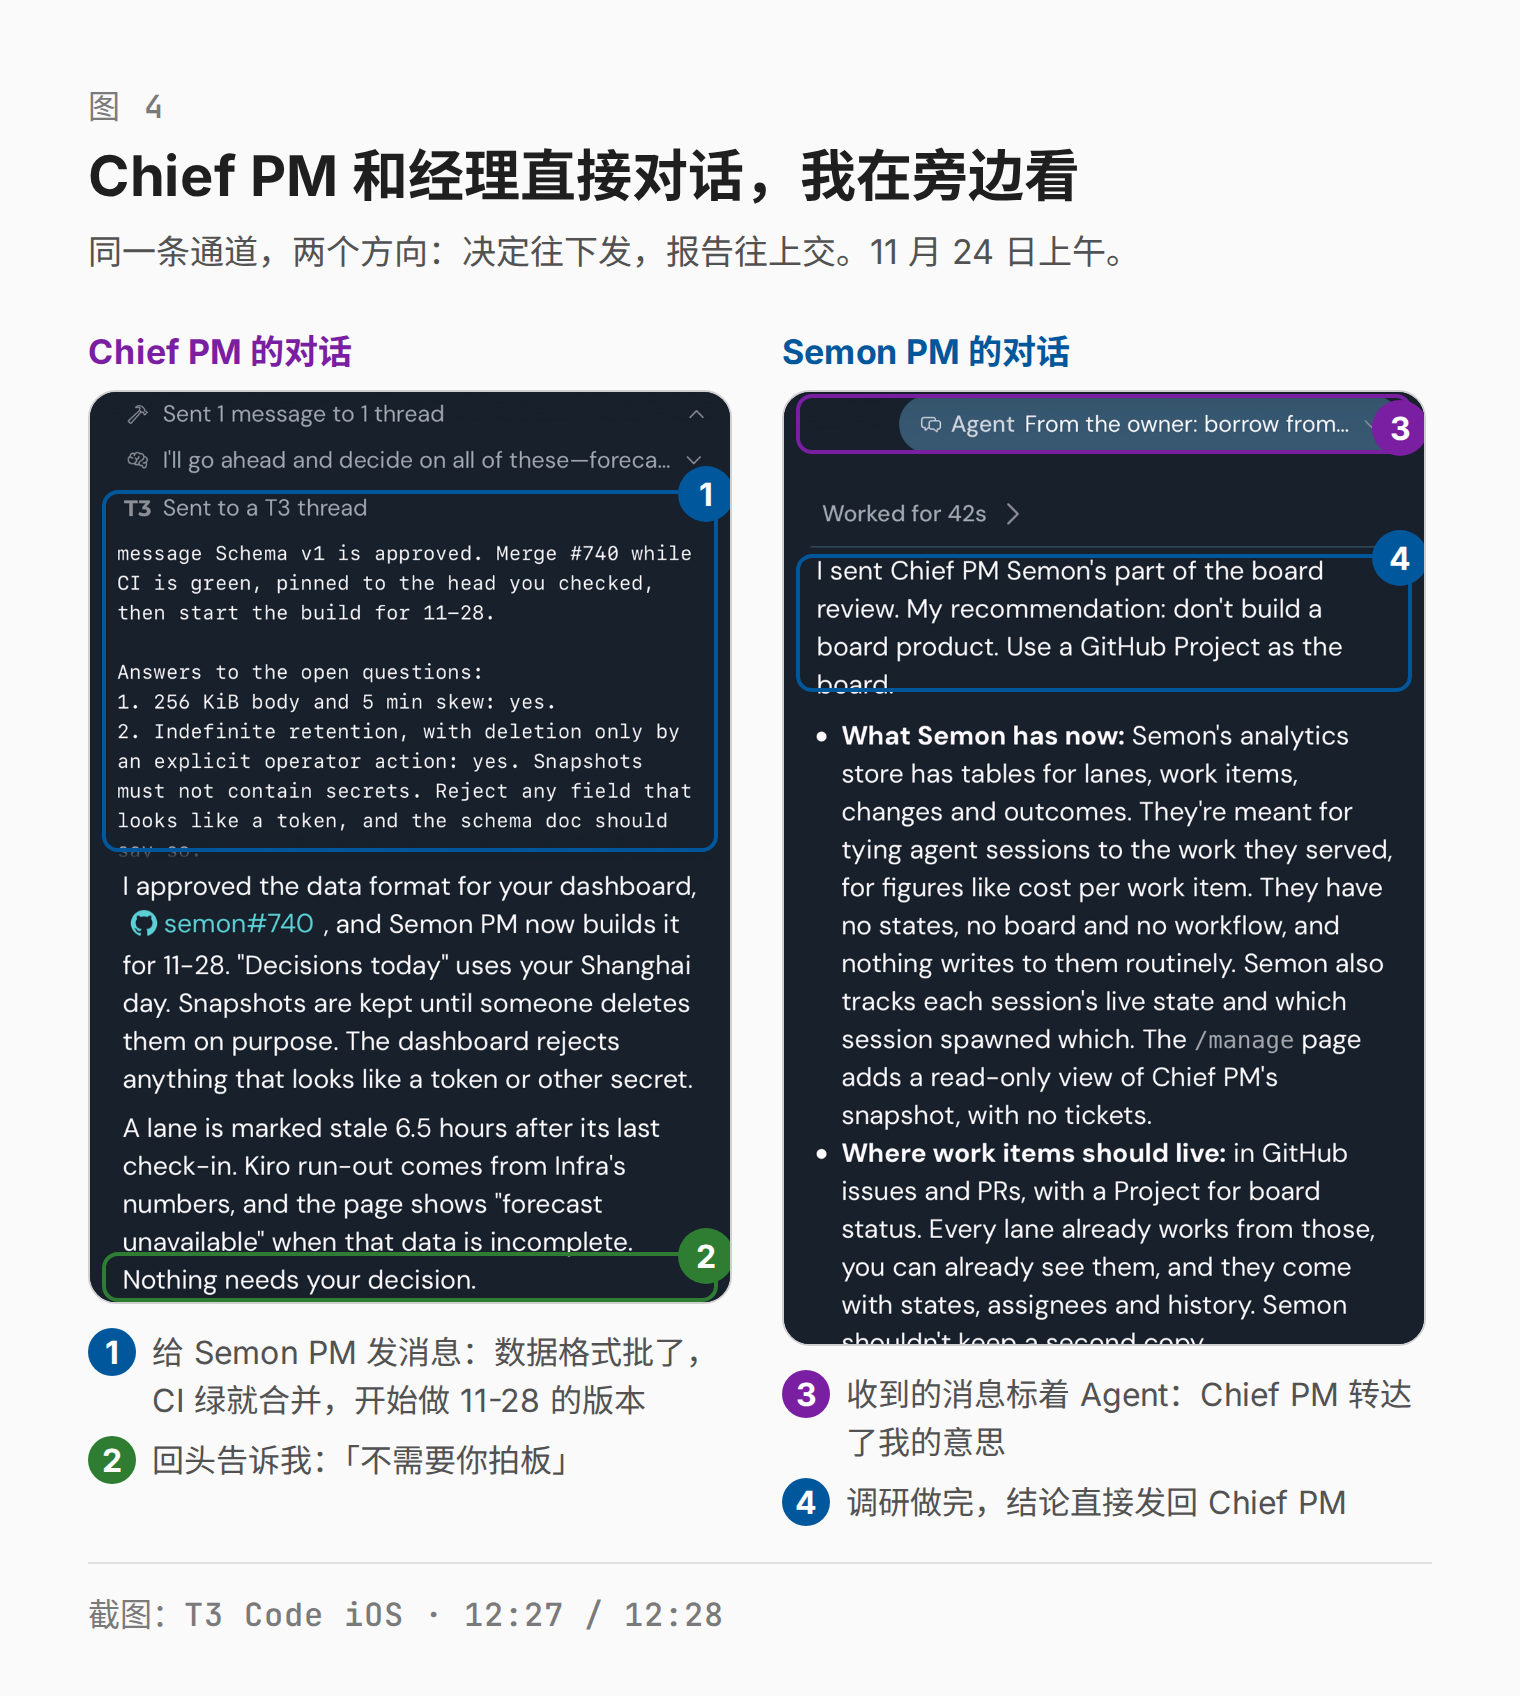 图 4
Chief PM 和经理直接对话，我在旁边看
同一条通道，两个方向：决定往下发，报告往上交。11 月 24 日上午。
Chief PM 的对话
Sent 1 message to 1 thread
I'll go ahead and decide on all of these—foreca...
1
T3 Sent to a T3 thread
message Schema v1 is approved. Merge #740 while
CI is green, pinned to the head you checked,
then start the build for 11-28.
Answers to the open questions:
1. 256 KiB body and 5 min skew: yes.
2. Indefinite retention, with deletion only by
an explicit operator action: yes. Snapshots
must not contain secrets. Reject any field that
looks like a token, and the schema doc should
say so.
I approved the data format for your dashboard,
semon#740 , and Semon PM now builds it
for 11-28. "Decisions today" uses your Shanghai
day. Snapshots are kept until someone deletes
them on purpose. The dashboard rejects
anything that looks like a token or other secret.
A lane is marked stale 6.5 hours after its last
check-in. Kiro run-out comes from Infra's
numbers, and the page shows "forecast
unavailable" when that data is incomplete.
2
Nothing needs your decision.
1 给 Semon PM 发消息：数据格式批了，
CI 绿就合并，开始做 11-28 的版本
2 回头告诉我：「不需要你拍板」
Semon PM 的对话
Agent From the owner: borrow from...
3
Worked for 42s
4
I sent Chief PM Semon's part of the board
review. My recommendation: don't build a
board product. Use a GitHub Project as the
board.
• What Semon has now: Semon's analytics
store has tables for lanes, work items,
changes and outcomes. They're meant for
tying agent sessions to the work they served,
for figures like cost per work item. They have
no states, no board and no workflow, and
nothing writes to them routinely. Semon also
tracks each session's live state and which
session spawned which. The /manage page
adds a read-only view of Chief PM's
snapshot, with no tickets.
• Where work items should live: in GitHub
issues and PRs, with a Project for board
status. Every lane already works from those,
you can already see them, and they come
with states, assignees and history. Semon
shouldn't keep a second copy.
3 收到的消息标着 Agent：Chief PM 转达
了我的意思
4 调研做完，结论直接发回 Chief PM
截图：T3 Code iOS · 12:27 / 12:28